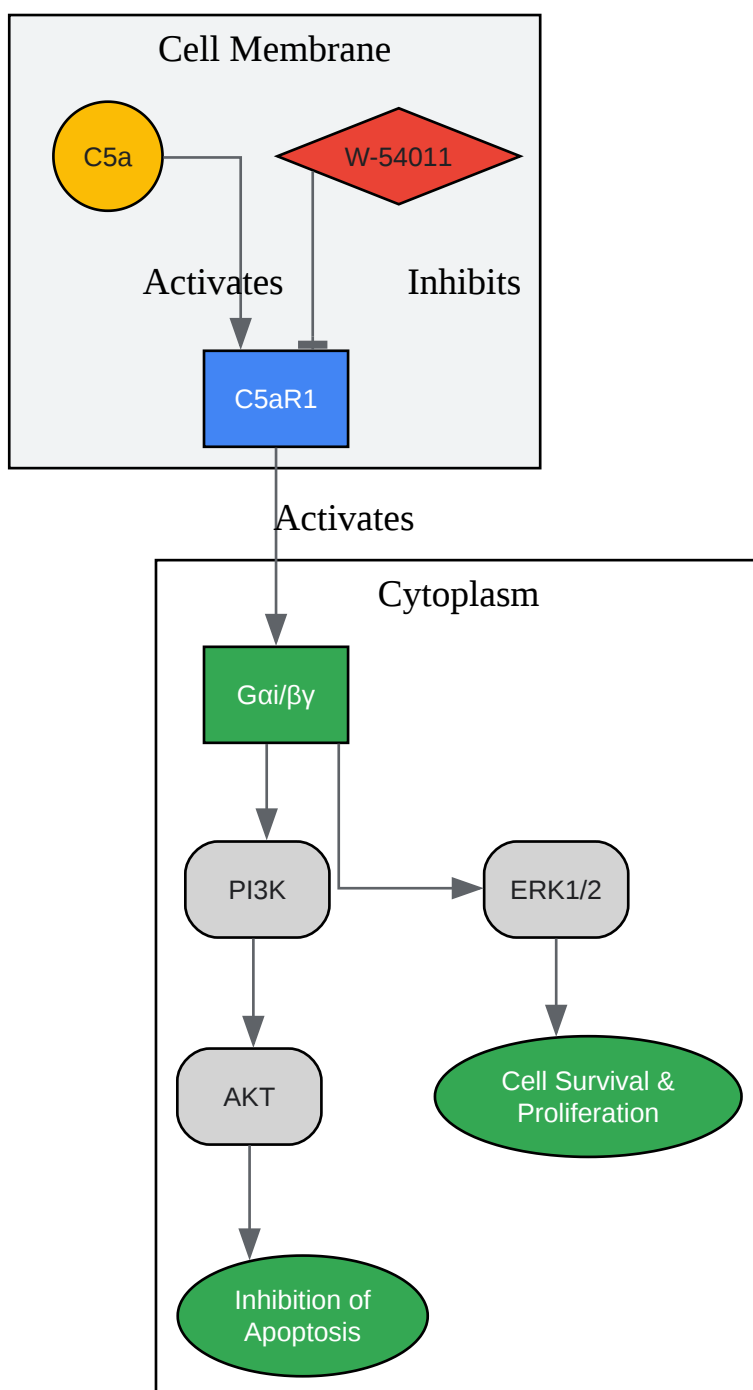 Cell Membrane
C5a
W-54011
Activates
Inhibits
C5aR1
Activates
Cytoplasm
Gαi/βγ
PI3K
ERK1/2
AKT
Cell Survival &
Proliferation
Inhibition of
Apoptosis